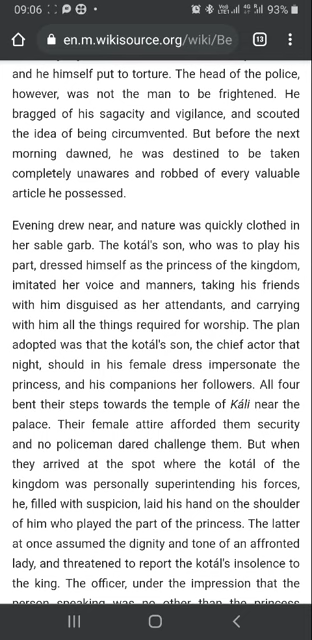 09:06
93%
en.m.wikisource.org/wiki/Be
13
and he himself put to torture. The head of the police,
however, was not the man to be frightened. He
bragged of his sagacity and vigilance, and scouted
the idea of being circumvented. But before the next
morning dawned, he was destined to be taken
completely unawares and robbed of every valuable
article he possessed.
Evening drew near, and nature was quickly clothed in
her sable garb. The kotál's son, who was to play his
part, dressed himself as the princess of the kingdom,
imitated her voice and manners, taking his friends
with him disguised as her attendants, and carrying
with him all the things required for worship. The plan
adopted was that the kotál's son, the chief actor that
night, should in his female dress impersonate the
princess, and his companions her followers. All four
bent their steps towards the temple of Káli near the
palace. Their female attire afforded them security
and no policeman dared challenge them. But when
they arrived at the spot where the kotál of the
kingdom was personally superintending his forces,
he, filled with suspicion, laid his hand on the shoulder
of him who played the part of the princess. The latter
at once assumed the dignity and tone of an affronted
lady, and threatened to report the kotál's insolence to
the king. The officer, under the impression that the
person speaking was no other than the princess